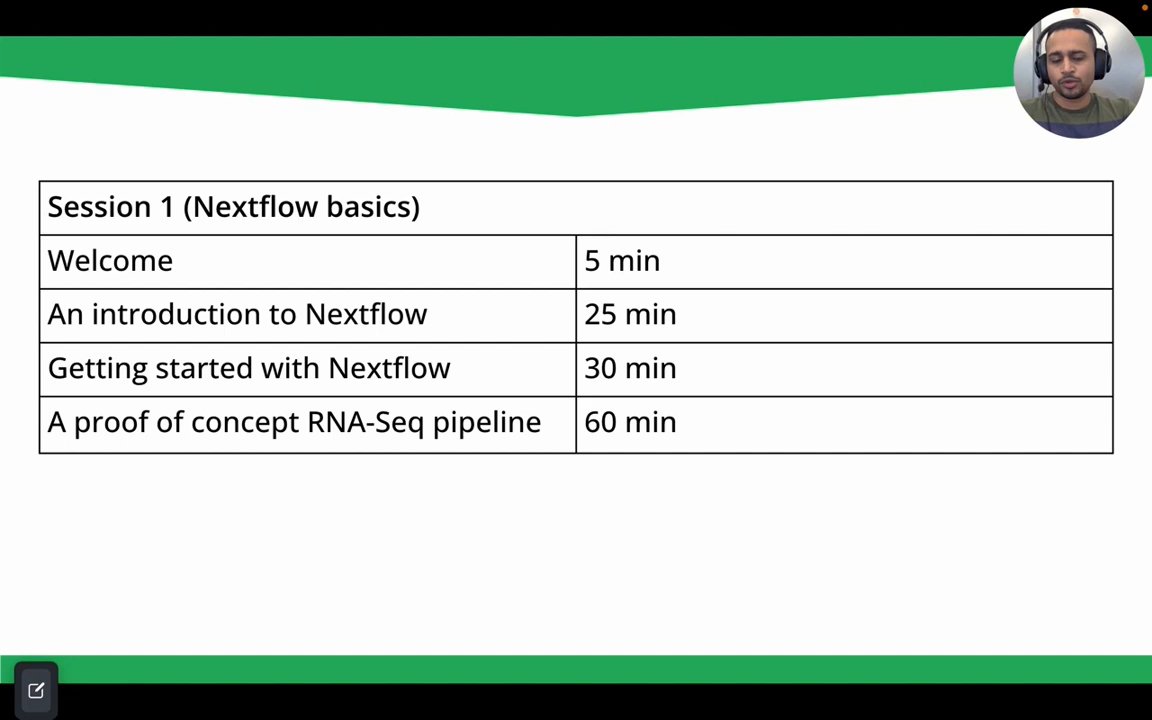 Session 1 (Nextflow basics)
Welcome 5 min
An introduction to Nextflow 25 min
Getting started with Nextflow 30 min
A proof of concept RNA-Seq pipeline 60 min